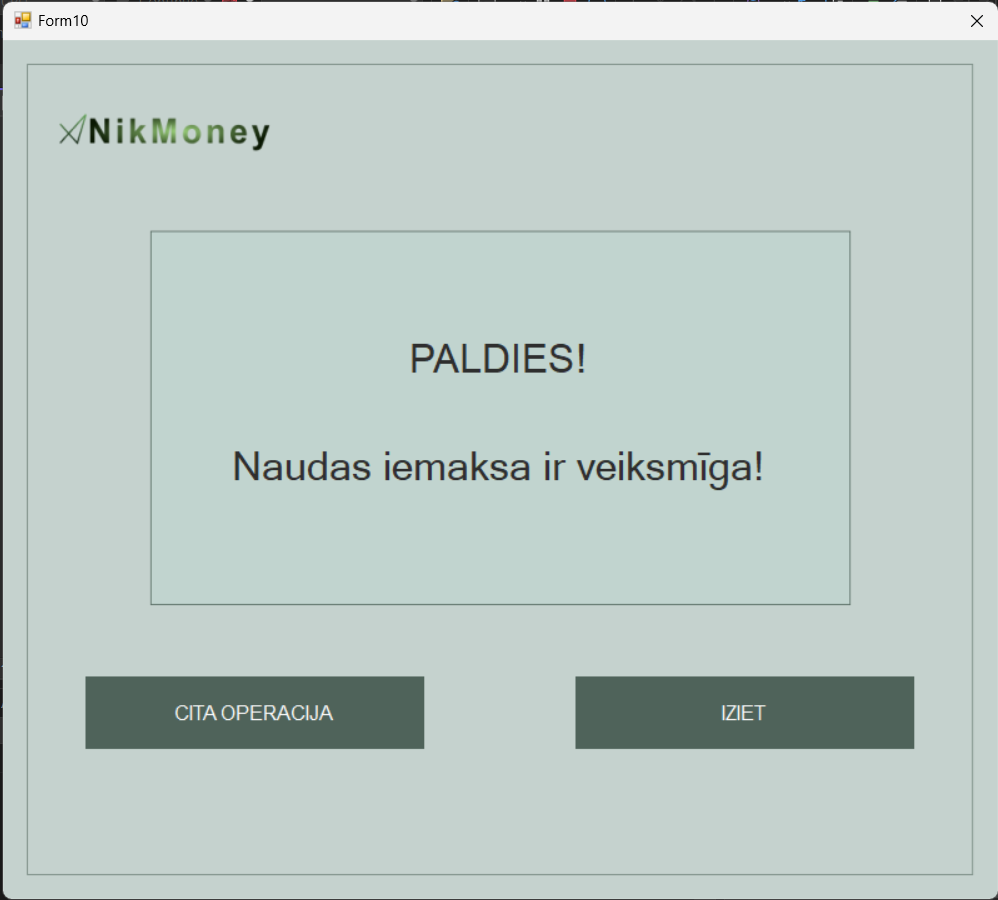 Form10
NikMoney
PALDIES!
Naudas iemaksa ir veiksmīga!
CITA OPERACIJA
IZIET